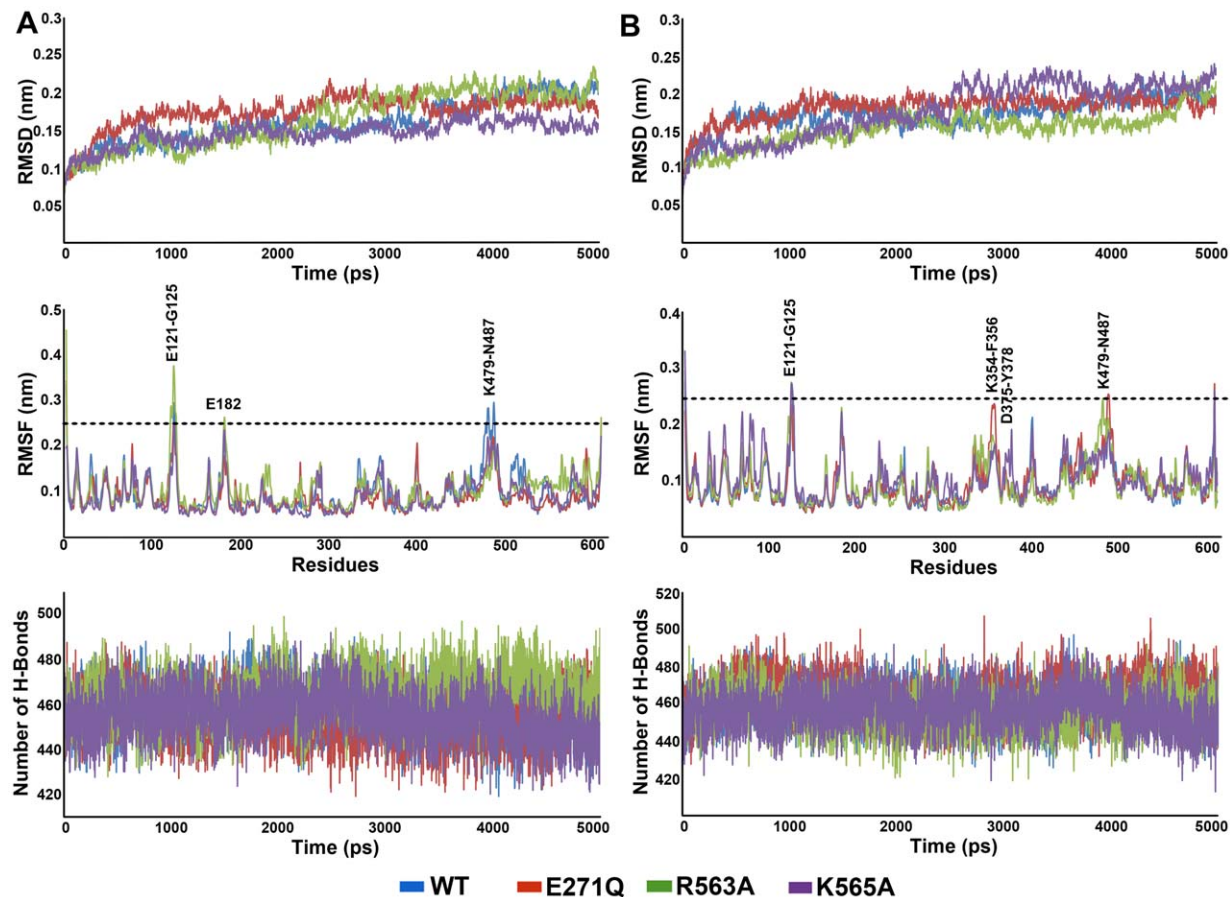 A
RMSD (nm)
0.3
0.25
0.2
0.15
0.1
0.05
0 1000 2000 3000 4000 5000
Time (ps)
B
RMSD (nm)
0.3
0.25
0.2
0.15
0.1
0.05
0 1000 2000 3000 4000 5000
Time (ps)
RMSF (nm)
0.5
0.4
0.3
0.2
0.1
E121-G125
E182
K479-N487
0 100 200 300 400 500 600
Residues
RMSF (nm)
0.4
0.3
0.2
0.1
E121-G125
K354-F356
D375-Y378
K479-N487
0 100 200 300 400 500 600
Residues
Number of H-Bonds
500
480
460
440
420
0 1000 2000 3000 4000 5000
Time (ps)
Number of H-Bonds
520
500
480
460
440
420
0 1000 2000 3000 4000 5000
Time (ps)
WT E271Q R563A K565A